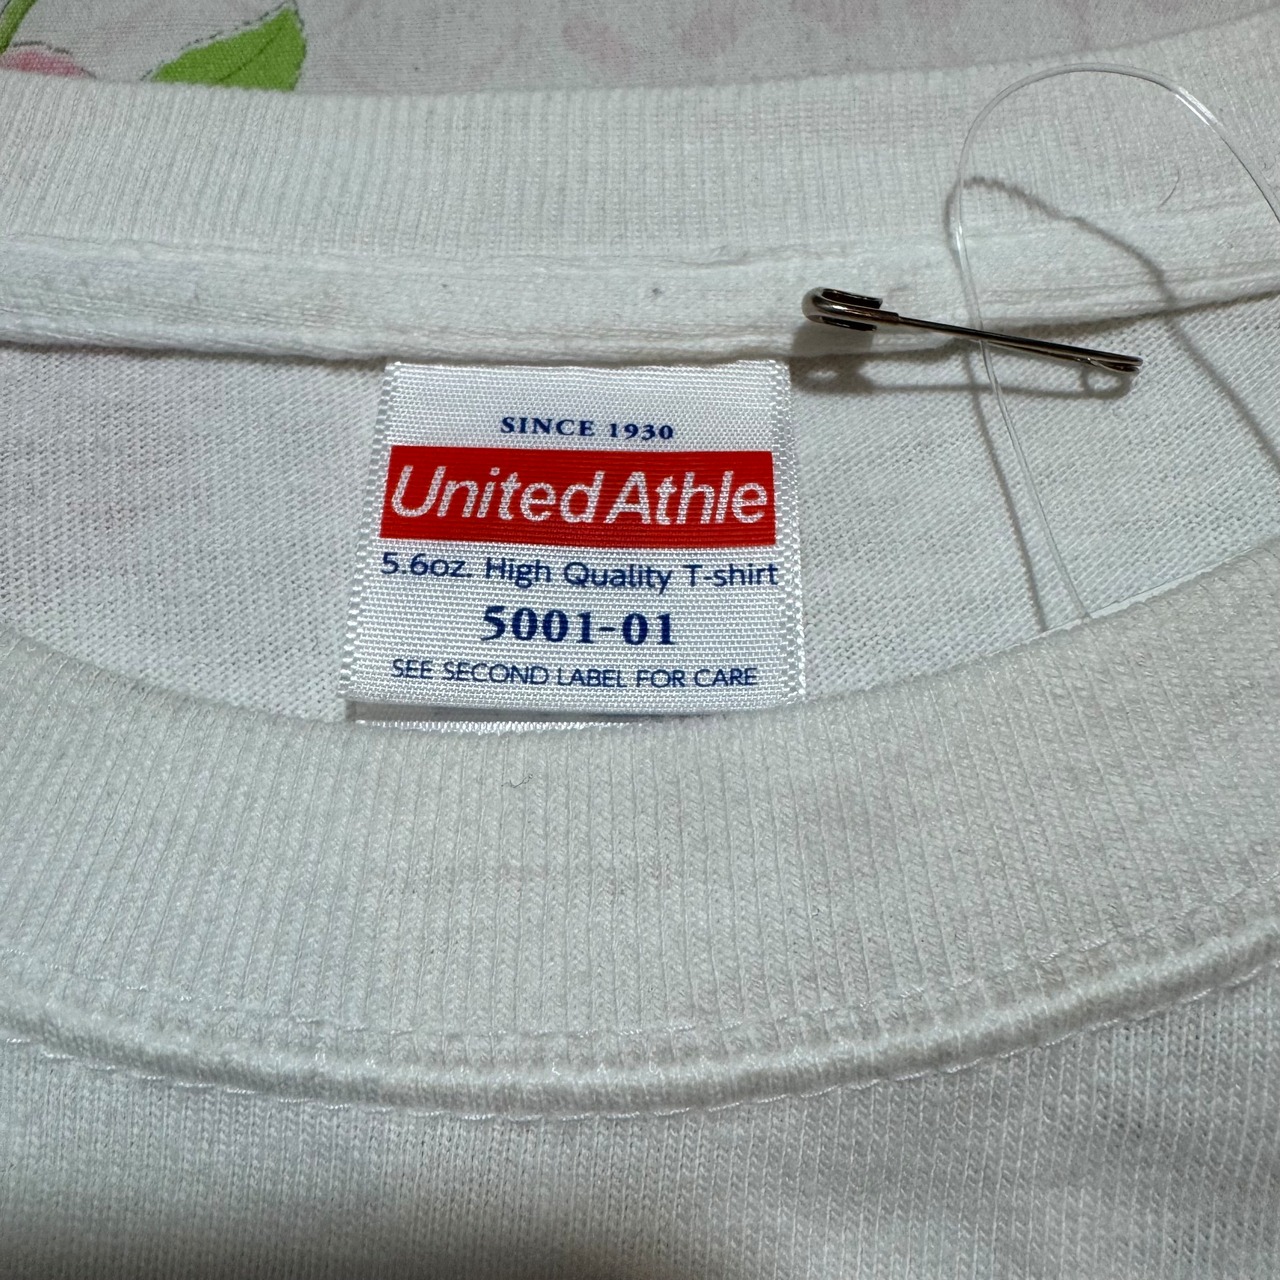 SINCE 1930
United Athle
5.6oz. High Quality T-shirt
5001-01
SEE SECOND LABEL FOR CARE